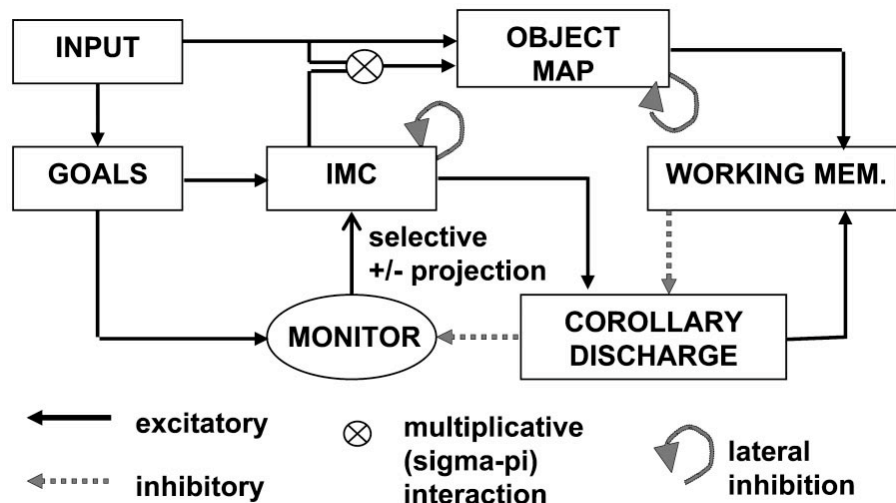 INPUT
OBJECT
MAP
GOALS
IMC
WORKING MEM.
selective
+/- projection
MONITOR
COROLLARY
DISCHARGE
excitatory
inhibitory
multiplicative
(sigma-pi)
interaction
lateral
inhibition